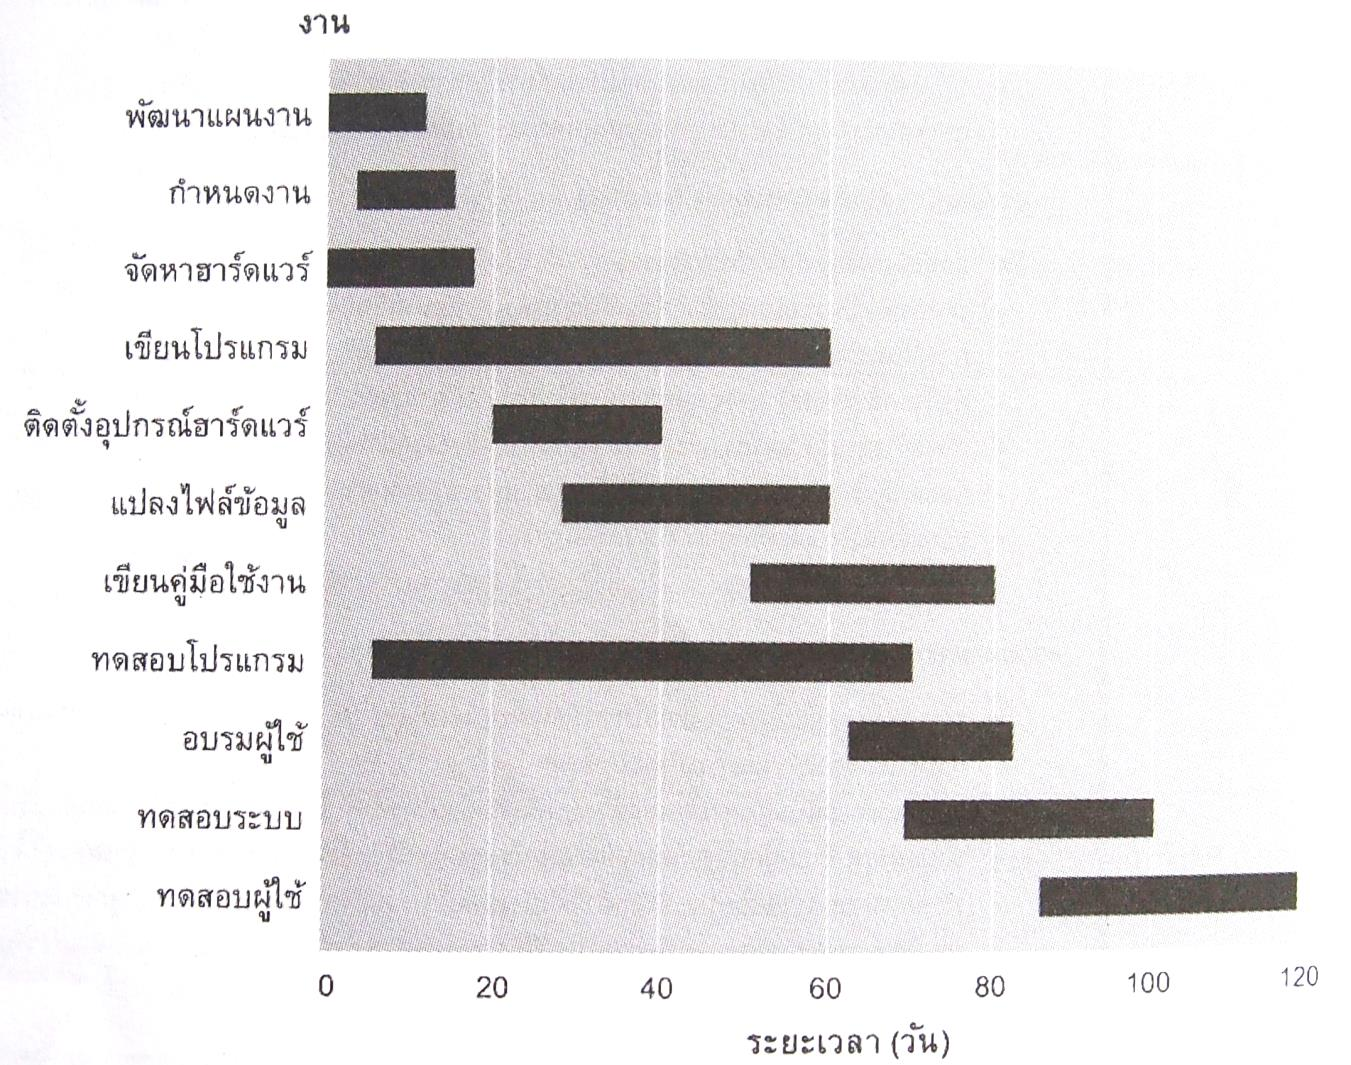 งาน
พัฒนาแผนงาน
กำหนดงาน
จัดหาฮาร์ดแวร์
เขียนโปรแกรม
ติดตั้งอุปกรณ์ฮาร์ดแวร์
แปลงไฟล์ข้อมูล
เขียนคู่มือใช้งาน
ทดสอบโปรแกรม
อบรมผู้ใช้
ทดสอบระบบ
ทดสอบผู้ใช้
0 20 40 60 80 100 120
ระยะเวลา (วัน)